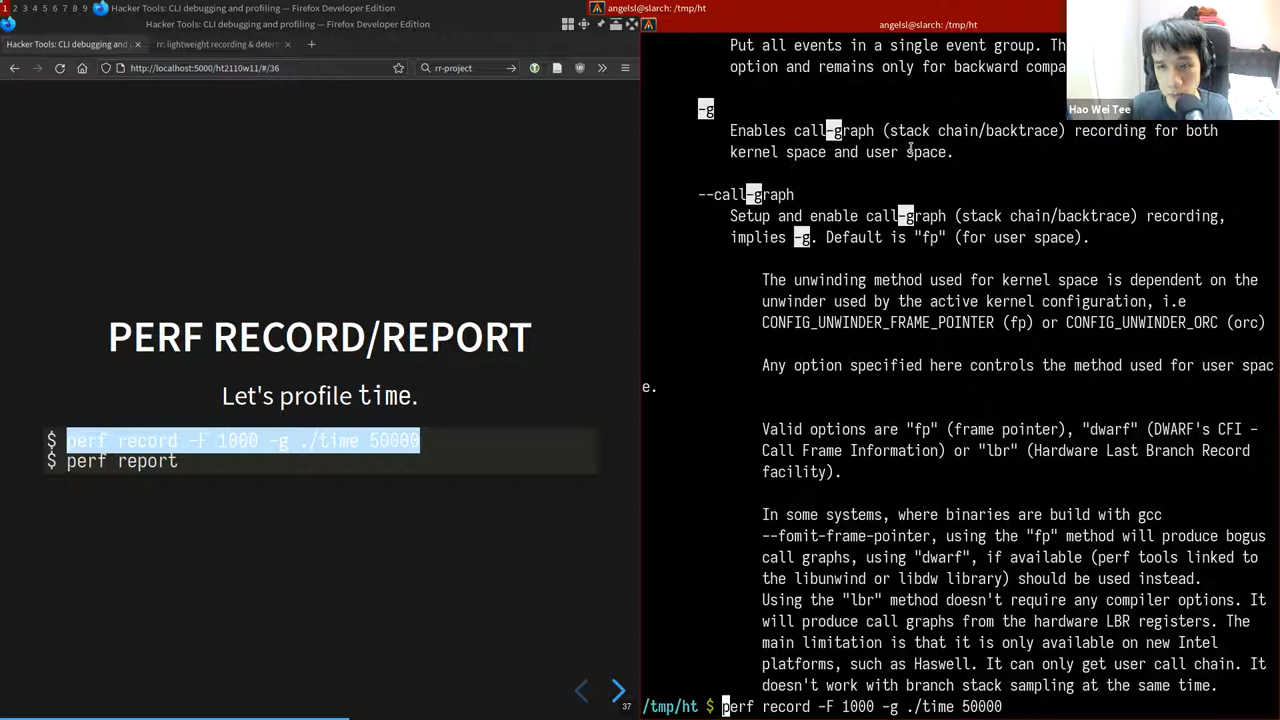 1 2 3 4 5 6 7 8 9 Hacker Tools: CLI debugging and profiling — Firefox Developer Edition
Hacker Tools: CLI debugging and profiling — Firefox Developer Edition
Hacker Tools: CLI debugging and
rr: lightweight recording & deter
http://localhost:5000/ht2110w11/#/36
rr-project
PERF RECORD/REPORT
Let's profile time.
$ perf record -F 1000 -g ./time 50000
$ perf report
37
angelsl@slarch: /tmp/ht
angelsl@slarch: /tmp/ht
Put all events in a single event group. Th
option and remains only for backward compa
Hao Wei Tee
-g
Enables call-graph (stack chain/backtrace) recording for both
kernel space and user space.
--call-graph
Setup and enable call-graph (stack chain/backtrace) recording,
implies -g. Default is "fp" (for user space).
The unwinding method used for kernel space is dependent on the
unwinder used by the active kernel configuration, i.e
CONFIG_UNWINDER_FRAME_POINTER (fp) or CONFIG_UNWINDER_ORC (orc)
Any option specified here controls the method used for user spac
e.
Valid options are "fp" (frame pointer), "dwarf" (DWARF's CFI -
Call Frame Information) or "lbr" (Hardware Last Branch Record
facility).
In some systems, where binaries are build with gcc
--fomit-frame-pointer, using the "fp" method will produce bogus
call graphs, using "dwarf", if available (perf tools linked to
the libunwind or libdw library) should be used instead.
Using the "lbr" method doesn't require any compiler options. It
will produce call graphs from the hardware LBR registers. The
main limitation is that it is only available on new Intel
platforms, such as Haswell. It can only get user call chain. It
doesn't work with branch stack sampling at the same time.
/tmp/ht $ perf record -F 1000 -g ./time 50000